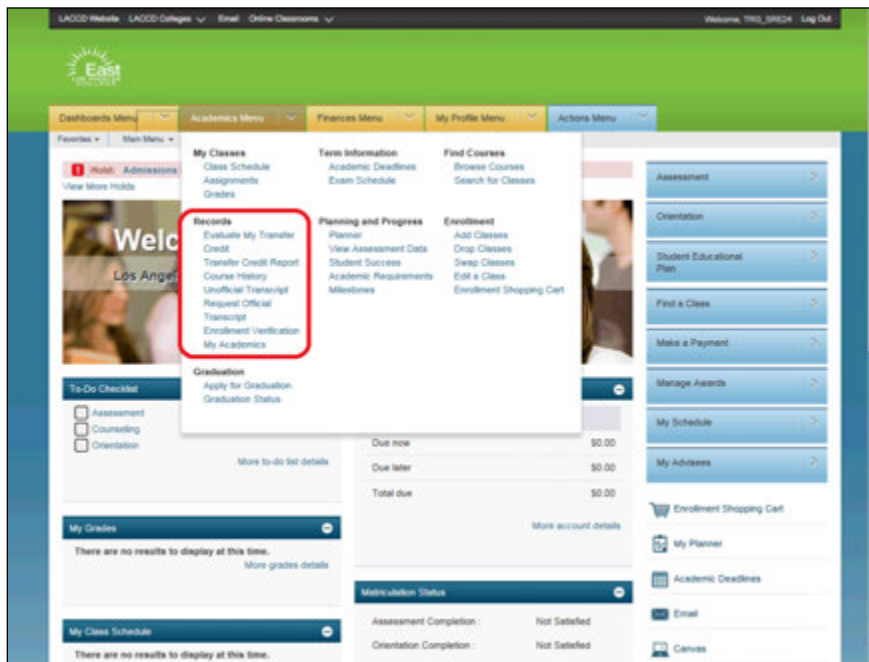 LACCD Website LACCD Colleges Email Online Classrooms Welcome, TRG_SRE24 Log Out
East
LOS ANGELES
COLLEGE
Dashboards Menu Academics Menu Finances Menu My Profile Menu Actions Menu
Favorites Main Menu
Hold: Admissions
View More Holds
My Classes
Class Schedule
Assignments
Grades
Term Information
Academic Deadlines
Exam Schedule
Find Courses
Browse Courses
Search for Classes
Records
Evaluate My Transfer
Credit
Transfer Credit Report
Course History
Unofficial Transcript
Request Official
Transcript
Enrollment Verification
My Academics
Planning and Progress
Planner
View Assessment Data
Student Success
Academic Requirements
Milestones
Enrollment
Add Classes
Drop Classes
Swap Classes
Edit a Class
Enrollment Shopping Cart
Graduation
Apply for Graduation
Graduation Status
Welc
Los Angel
To-Do Checklist
Assessment
Counseling
Orientation
More to-do list details
My Grades
There are no results to display at this time.
More grades details
My Class Schedule
There are no results to display at this time.
Due now $0.00
Due later $0.00
Total due $0.00
More account details
Matriculation Status
Assessment Completion : Not Satisfied
Orientation Completion : Not Satisfied
Assessment
Orientation
Student Educational
Plan
Find a Class
Make a Payment
Manage Awards
My Schedule
My Advisees
Enrollment Shopping Cart
My Planner
Academic Deadlines
Email
Canvas